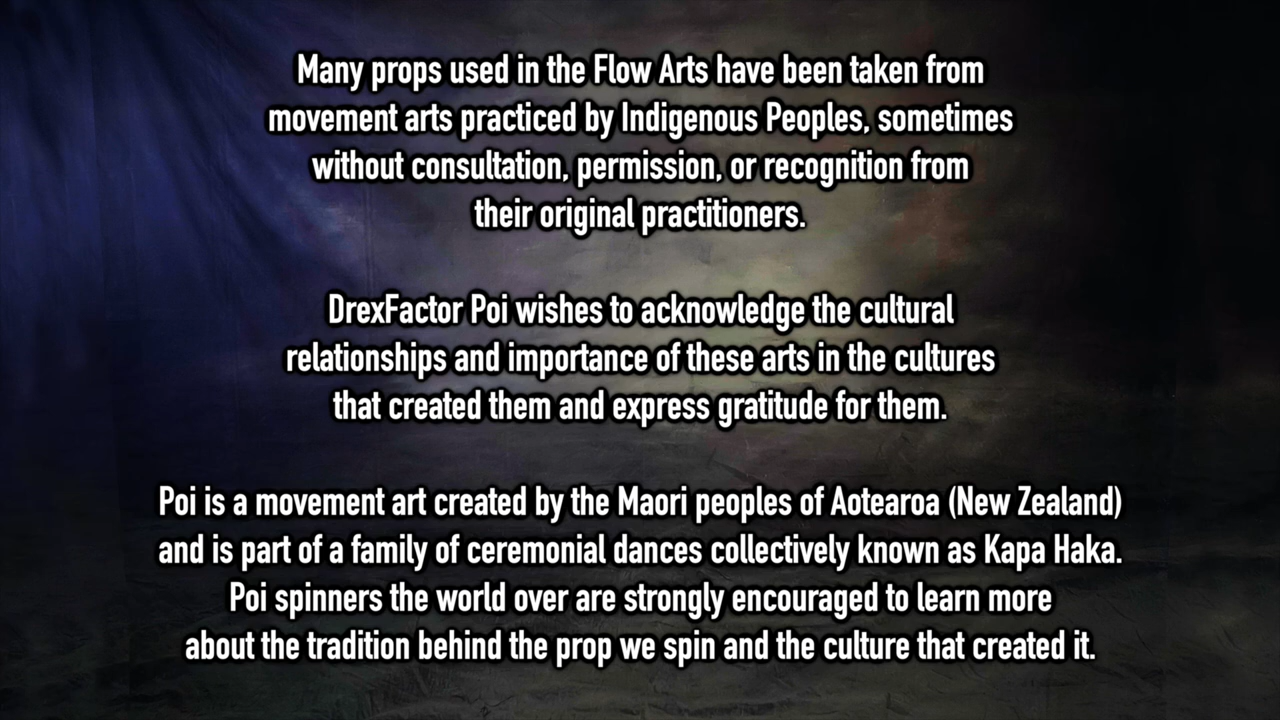 Many props used in the Flow Arts have been taken from
movement arts practiced by Indigenous Peoples, sometimes
without consultation, permission, or recognition from
their original practitioners.
DrexFactor Poi wishes to acknowledge the cultural
relationships and importance of these arts in the cultures
that created them and express gratitude for them.
Poi is a movement art created by the Maori peoples of Aotearoa (New Zealand)
and is part of a family of ceremonial dances collectively known as Kapa Haka.
Poi spinners the world over are strongly encouraged to learn more
about the tradition behind the prop we spin and the culture that created it.